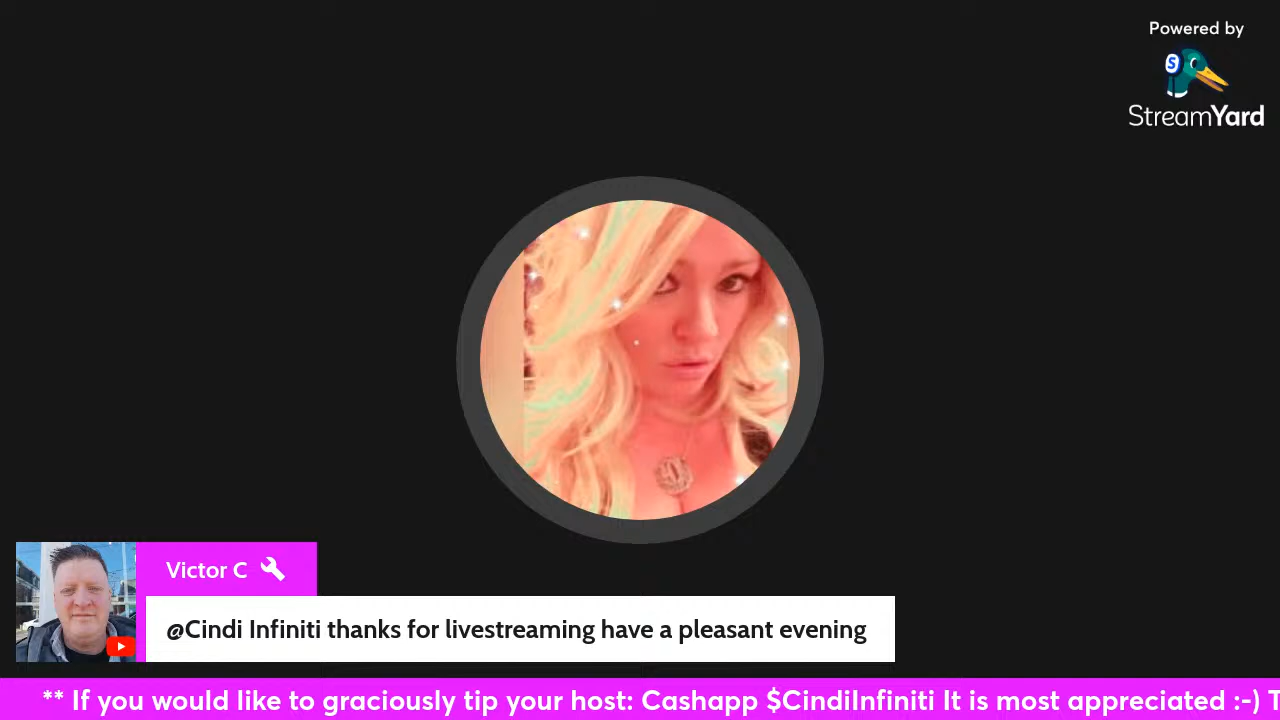 Powered by
S
StreamYard
Victor C
@Cindi Infiniti thanks for livestreaming have a pleasant evening
** If you would like to graciously tip your host: Cashapp $CindiInfiniti It is most appreciated :-) T